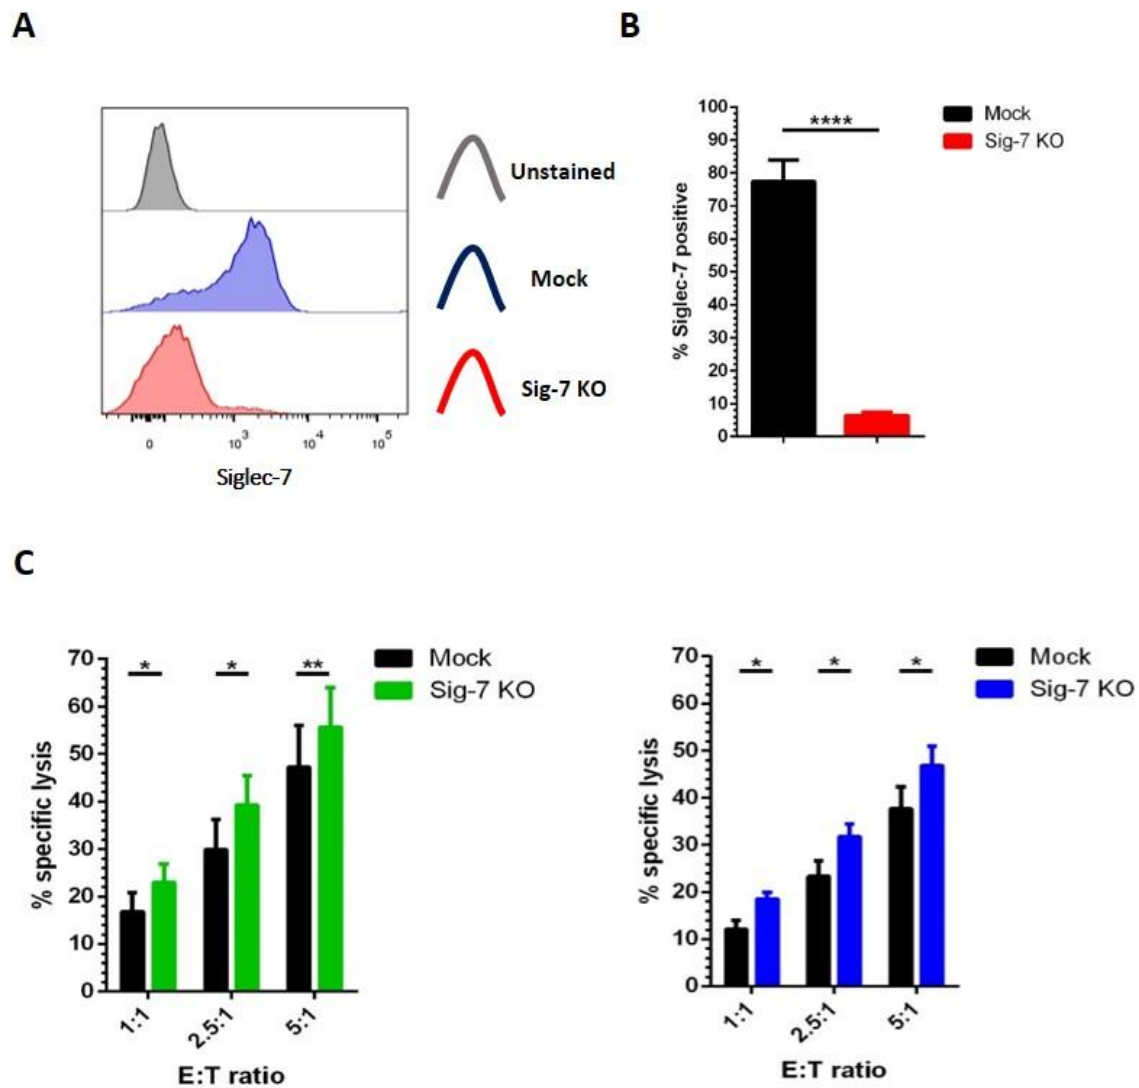 A
Unstained
Mock
Sig-7 KO
0
10³
10⁴
10⁵
Siglec-7
B
100
90
80
70
60
50
40
30
20
10
0
% Siglec-7 positive
****
Mock
Sig-7 KO
C
70
60
50
40
30
20
10
0
% specific lysis
*
*
**
Mock
Sig-7 KO
1:1
2.5:1
5:1
E:T ratio
70
60
50
40
30
20
10
0
% specific lysis
*
*
*
Mock
Sig-7 KO
1:1
2.5:1
5:1
E:T ratio